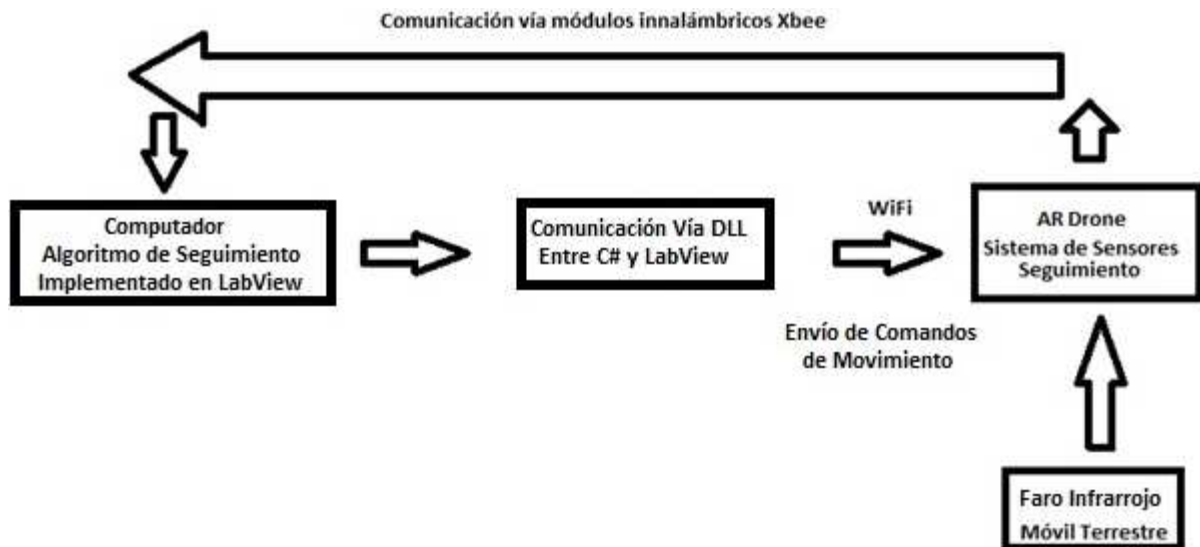 Comunicación vía módulos innalámbricos Xbee
Computador
Algoritmo de Seguimiento
Implementado en LabView
Comunicación Vía DLL
Entre C# y LabView
WiFi
Envío de Comandos
de Movimiento
AR Drone
Sistema de Sensores
Seguimiento
Faro Infrarrojo
Móvil Terrestre